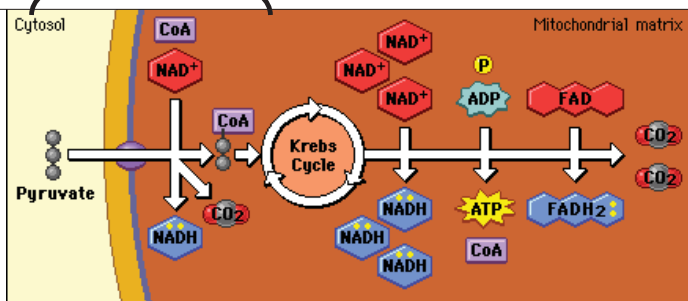 Cytosol
Mitochondrial matrix
CoA
NAD+
NAD+
NAD+
NAD+
P
ADP
FAD
CoA
Krebs
Cycle
CO2
CO2
Pyruvate
NADH
CO2
NADH
NADH
NADH
ATP
FADH2
CoA